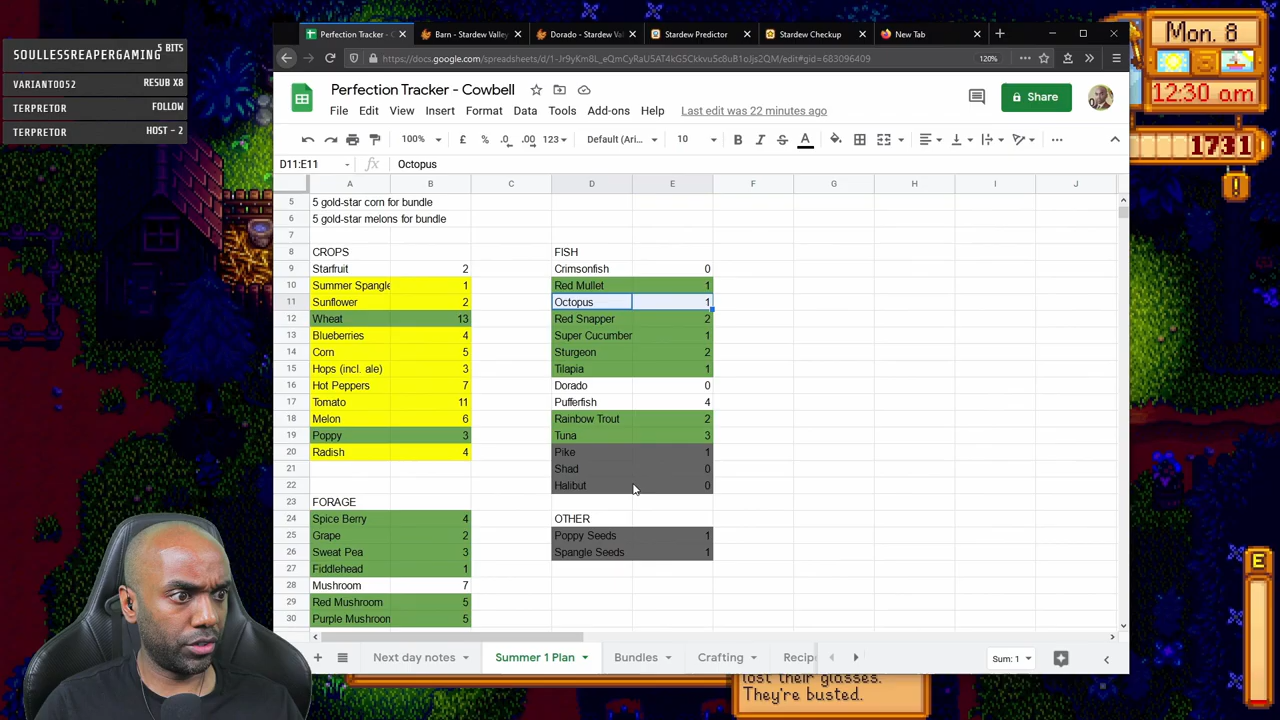 SOULLESSREAPERGAMING 5 BITS
VARIANT0052 RESUB X8
TERPRETOR FOLLOW
TERPRETOR HOST - 2
Perfection Tracker - C
Barn - Stardew Valley
Dorado - Stardew Val
Stardew Predictor
Stardew Checkup
New Tab
120%
Perfection Tracker - Cowbell
File Edit View Insert Format Data Tools Add-ons Help Last edit was 22 minutes ago
Share
100% £ % .0 .00 123 Default (Ari... 10 B I S A
D11:E11 fx Octopus
A B C D E F G H I J
5 5 gold-star corn for bundle
6 5 gold-star melons for bundle
7
8 CROPS FISH
9 Starfruit 2 Crimsonfish 0
10 Summer Spangle 1 Red Mullet 1
11 Sunflower 2 Octopus 1
12 Wheat 13 Red Snapper 2
13 Blueberries 4 Super Cucumber 1
14 Corn 5 Sturgeon 2
15 Hops (incl. ale) 3 Tilapia 1
16 Hot Peppers 7 Dorado 0
17 Tomato 11 Pufferfish 4
18 Melon 6 Rainbow Trout 2
19 Poppy 3 Tuna 3
20 Radish 4 Pike 1
21 Shad 0
22 Halibut 0
23 FORAGE
24 Spice Berry 4 OTHER
25 Grape 2 Poppy Seeds 1
26 Sweat Pea 3 Spangle Seeds 1
27 Fiddlehead 1
28 Mushroom 7
29 Red Mushroom 5
30 Purple Mushroom 5
Next day notes Summer 1 Plan Bundles Crafting Recip
Sum: 1
Mon. 8
12:30 am
1731
E
lost their glasses.
They're busted.